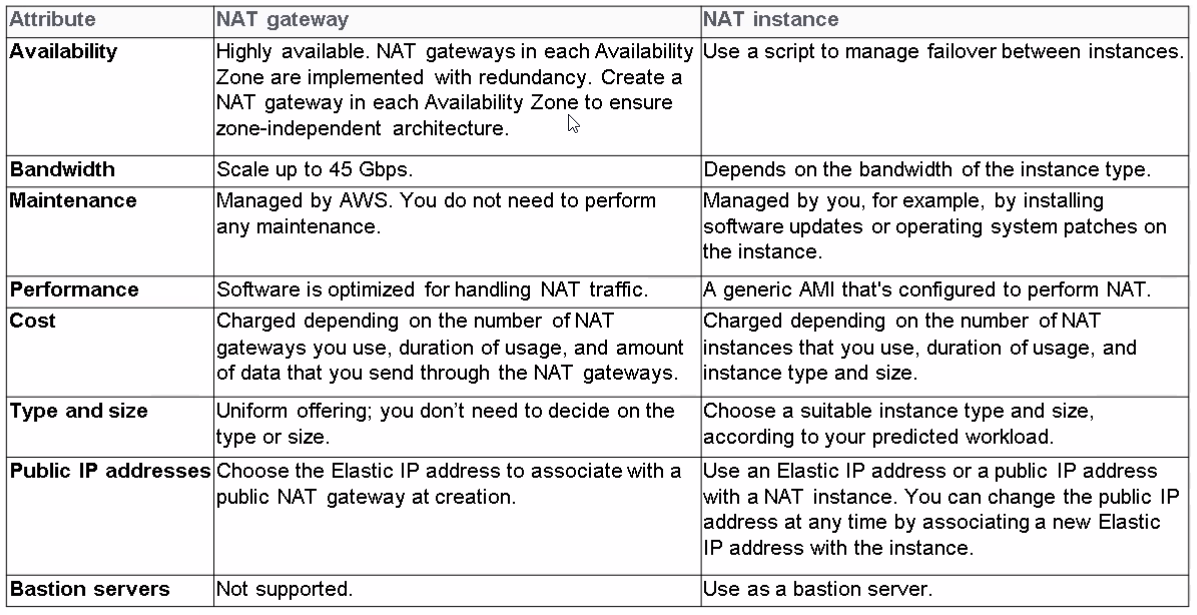 Attribute NAT gateway NAT instance
Availability Highly available. NAT gateways in each Availability Use a script to manage failover between instances.
Zone are implemented with redundancy. Create a
NAT gateway in each Availability Zone to ensure
zone-independent architecture.
Bandwidth Scale up to 45 Gbps. Depends on the bandwidth of the instance type.
Maintenance Managed by AWS. You do not need to perform Managed by you, for example, by installing
any maintenance. software updates or operating system patches on
the instance.
Performance Software is optimized for handling NAT traffic. A generic AMI that's configured to perform NAT.
Cost Charged depending on the number of NAT Charged depending on the number of NAT
gateways you use, duration of usage, and amount instances that you use, duration of usage, and
of data that you send through the NAT gateways. instance type and size.
Type and size Uniform offering; you don’t need to decide on the Choose a suitable instance type and size,
type or size. according to your predicted workload.
Public IP addresses Choose the Elastic IP address to associate with a Use an Elastic IP address or a public IP address
public NAT gateway at creation. with a NAT instance. You can change the public IP
address at any time by associating a new Elastic
IP address with the instance.
Bastion servers Not supported. Use as a bastion server.